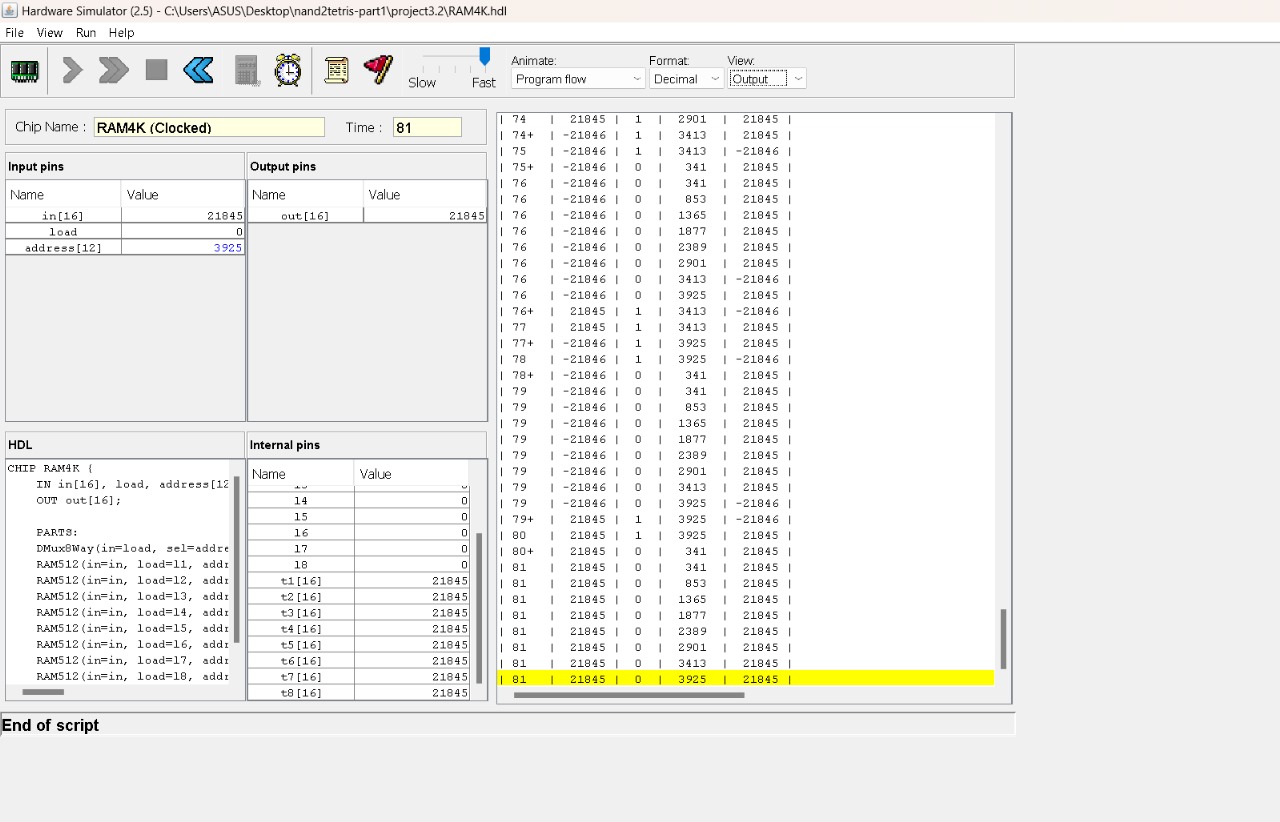 Hardware Simulator (2.5) - C:\Users\ASUS\Desktop\nand2tetris-part1\project3.2\RAM4K.hdl
File View Run Help
Slow Fast
Animate: Format: View:
Program flow Decimal Output
Chip Name : RAM4K (Clocked) Time : 81
Input pins
Name Value
in[16] 21845
load 0
address[12] 3925
Output pins
Name Value
out[16] 21845
HDL
CHIP RAM4K {
IN in[16], load, address[12
OUT out[16];
PARTS:
DMux8Way(in=load, sel=addre
RAM512(in=in, load=l1, addr
RAM512(in=in, load=l2, addr
RAM512(in=in, load=l3, addr
RAM512(in=in, load=l4, addr
RAM512(in=in, load=l5, addr
RAM512(in=in, load=l6, addr
RAM512(in=in, load=l7, addr
RAM512(in=in, load=l8, addr
Internal pins
Name Value
l4 0
l5 0
l6 0
l7 0
l8 0
t1[16] 21845
t2[16] 21845
t3[16] 21845
t4[16] 21845
t5[16] 21845
t6[16] 21845
t7[16] 21845
t8[16] 21845
| 74 | 21845 | 1 | 2901 | 21845 |
| 74+ | -21846 | 1 | 3413 | 21845 |
| 75 | -21846 | 1 | 3413 | -21846 |
| 75+ | -21846 | 0 | 341 | 21845 |
| 76 | -21846 | 0 | 341 | 21845 |
| 76 | -21846 | 0 | 853 | 21845 |
| 76 | -21846 | 0 | 1365 | 21845 |
| 76 | -21846 | 0 | 1877 | 21845 |
| 76 | -21846 | 0 | 2389 | 21845 |
| 76 | -21846 | 0 | 2901 | 21845 |
| 76 | -21846 | 0 | 3413 | -21846 |
| 76 | -21846 | 0 | 3925 | 21845 |
| 76+ | 21845 | 1 | 3413 | -21846 |
| 77 | 21845 | 1 | 3413 | 21845 |
| 77+ | -21846 | 1 | 3925 | 21845 |
| 78 | -21846 | 1 | 3925 | -21846 |
| 78+ | -21846 | 0 | 341 | 21845 |
| 79 | -21846 | 0 | 341 | 21845 |
| 79 | -21846 | 0 | 853 | 21845 |
| 79 | -21846 | 0 | 1365 | 21845 |
| 79 | -21846 | 0 | 1877 | 21845 |
| 79 | -21846 | 0 | 2389 | 21845 |
| 79 | -21846 | 0 | 2901 | 21845 |
| 79 | -21846 | 0 | 3413 | 21845 |
| 79 | -21846 | 0 | 3925 | -21846 |
| 79+ | 21845 | 1 | 3925 | -21846 |
| 80 | 21845 | 1 | 3925 | 21845 |
| 80+ | 21845 | 0 | 341 | 21845 |
| 81 | 21845 | 0 | 341 | 21845 |
| 81 | 21845 | 0 | 853 | 21845 |
| 81 | 21845 | 0 | 1365 | 21845 |
| 81 | 21845 | 0 | 1877 | 21845 |
| 81 | 21845 | 0 | 2389 | 21845 |
| 81 | 21845 | 0 | 2901 | 21845 |
| 81 | 21845 | 0 | 3413 | 21845 |
| 81 | 21845 | 0 | 3925 | 21845 |
End of script